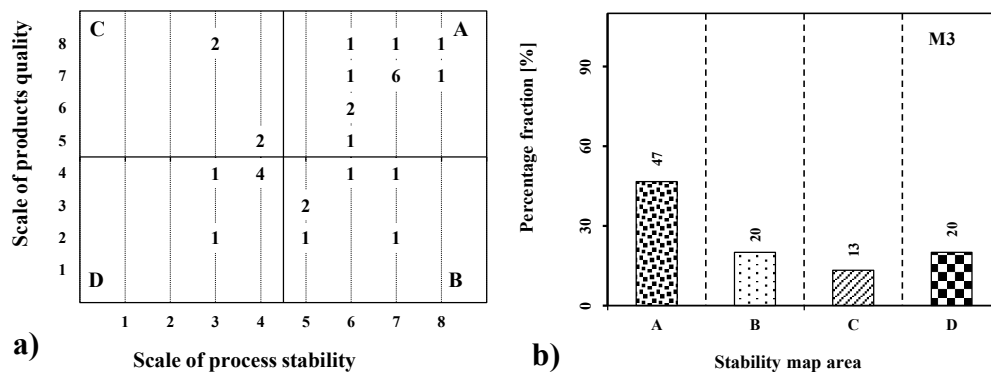 C A
8 2 1 1 1
7 1 6 1
6 2
5 2 1
4 1 4 1 1
3 2
2 1 1 1
1
D B
1 2 3 4 5 6 7 8
Scale of products quality
Scale of process stability
a)
M3
90
60
30
0
47
20
13
20
Percentage fraction [%]
A B C D
Stability map area
b)